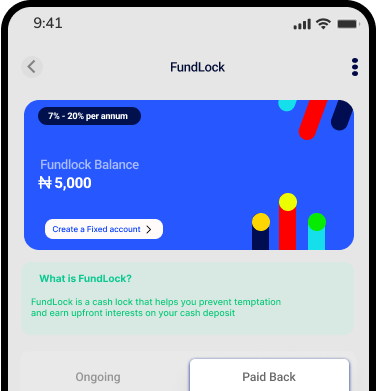 9:41
FundLock
7% - 20% per annum
Fundlock Balance
₦ 5,000
Create a Fixed account
What is FundLock?
FundLock is a cash lock that helps you prevent temptation
and earn upfront interests on your cash deposit
Ongoing
Paid Back